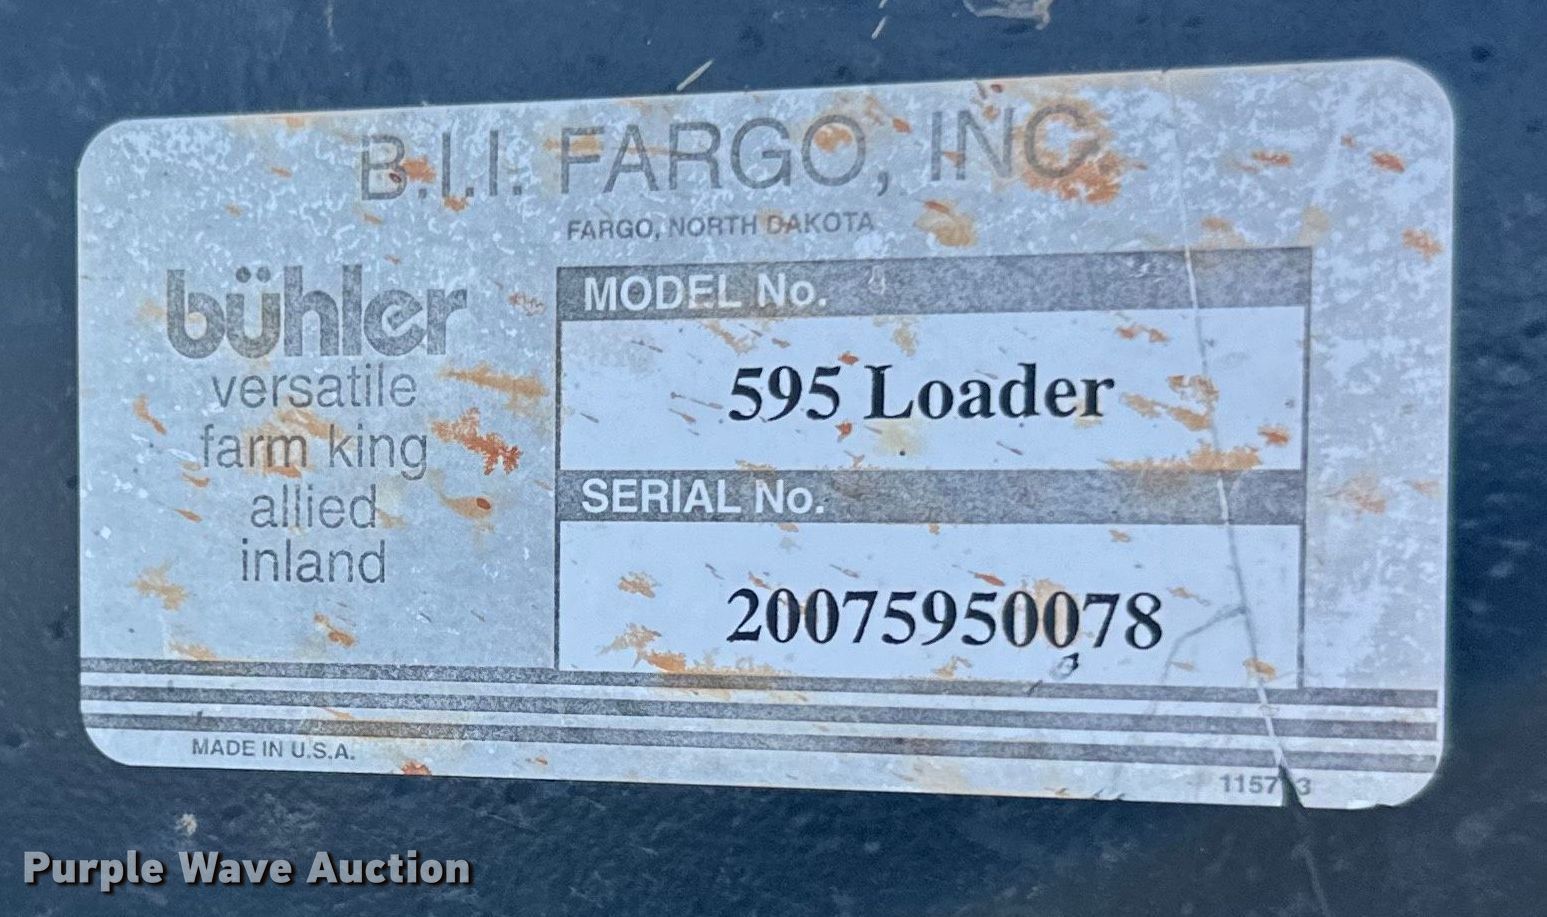 B.I.I. FARGO, INC.
FARGO, NORTH DAKOTA
bühler
versatile
farm king
allied
inland
MODEL No.
595 Loader
SERIAL No.
20075950078
MADE IN U.S.A.
Purple Wave Auction